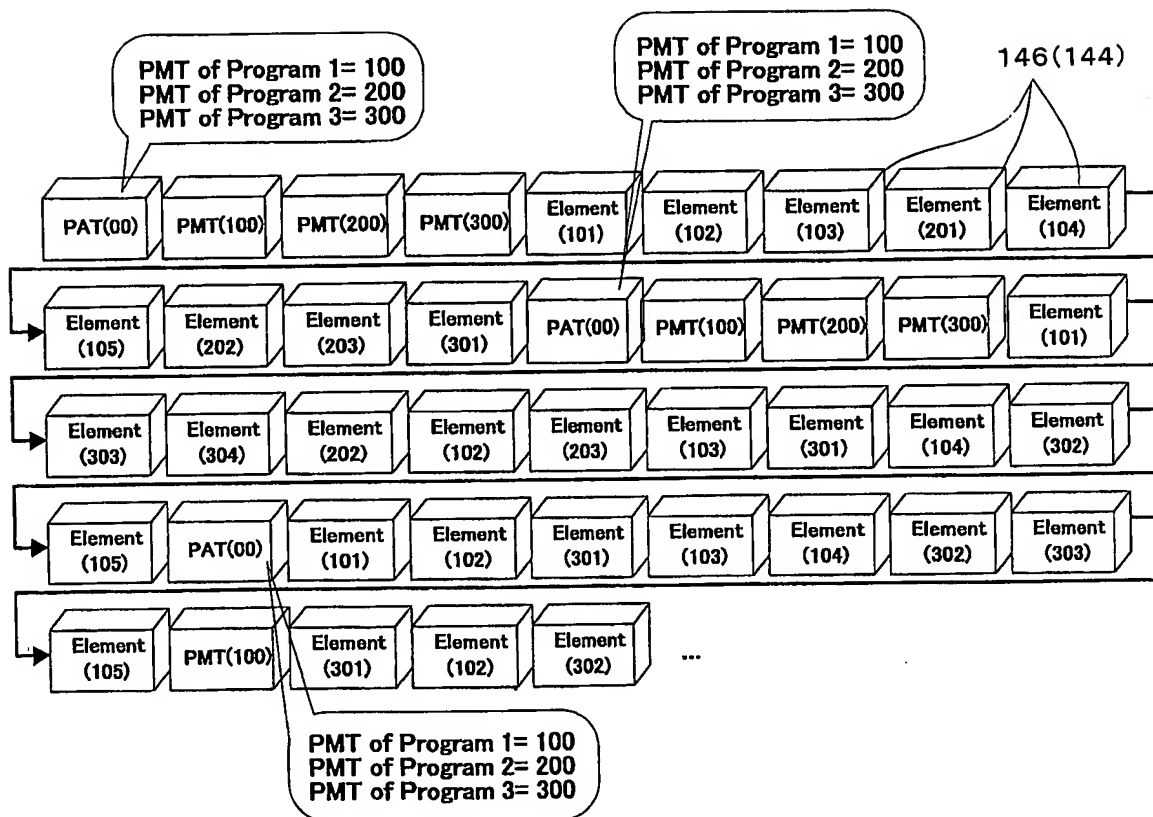 PMT of Program 1= 100
PMT of Program 2= 200
PMT of Program 3= 300
PMT of Program 1= 100
PMT of Program 2= 200
PMT of Program 3= 300
146(144)
PAT(00) PMT(100) PMT(200) PMT(300) Element (101) Element (102) Element (103) Element (201) Element (104)
Element (105) Element (202) Element (203) Element (301) PAT(00) PMT(100) PMT(200) PMT(300) Element (101)
Element (303) Element (304) Element (202) Element (102) Element (203) Element (103) Element (301) Element (104) Element (302)
Element (105) PAT(00) Element (101) Element (102) Element (301) Element (103) Element (104) Element (302) Element (303)
Element (105) PMT(100) Element (301) Element (102) Element (302) ...
PMT of Program 1= 100
PMT of Program 2= 200
PMT of Program 3= 300